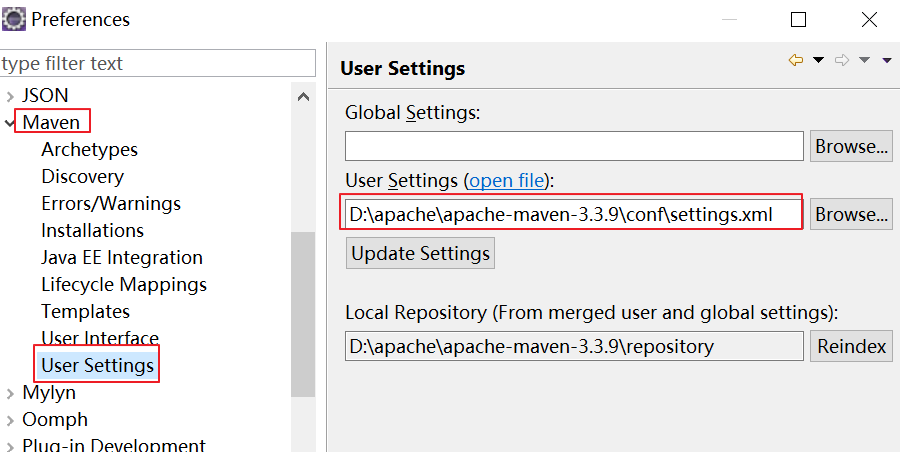 Preferences
type filter text
JSON
Maven
Archetypes
Discovery
Errors/Warnings
Installations
Java EE Integration
Lifecycle Mappings
Templates
User Interface
User Settings
Mylyn
Oomph
Plug-in Development
User Settings
Global Settings:
Browse...
User Settings (open file):
D:\apache\apache-maven-3.3.9\conf\settings.xml
Browse...
Update Settings
Local Repository (From merged user and global settings):
D:\apache\apache-maven-3.3.9\repository
Reindex